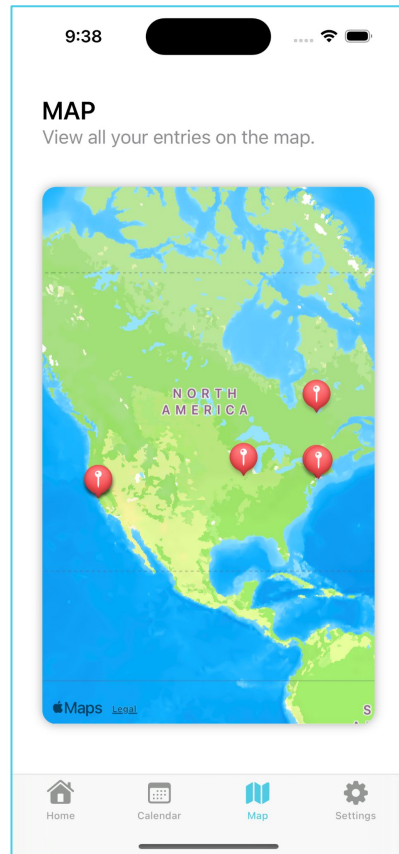 9:38
MAP
View all your entries on the map.
NORTH
AMERICA
S
Maps Legal
Home Calendar Map Settings